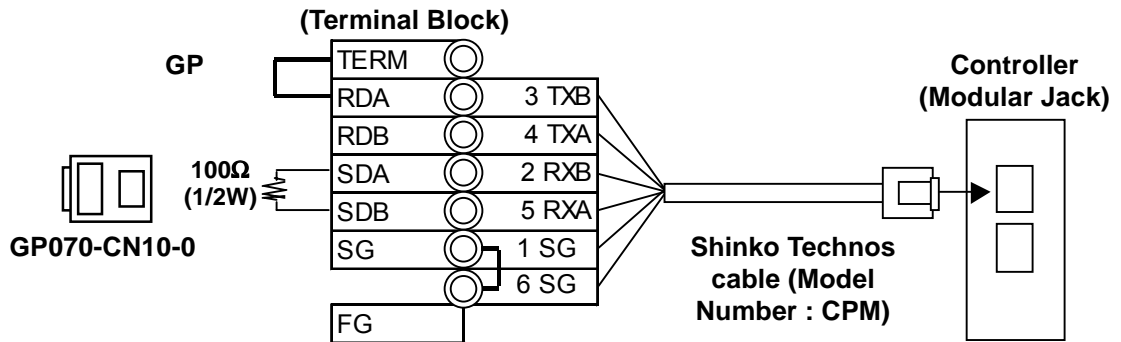 (Terminal Block)
GP
TERM
RDA
3 TXB
RDB
4 TXA
100Ω
(1/2W)
SDA
2 RXB
SDB
5 RXA
SG
1 SG
6 SG
FG
GP070-CN10-0
Controller
(Modular Jack)
Shinko Technos
cable (Model
Number : CPM)